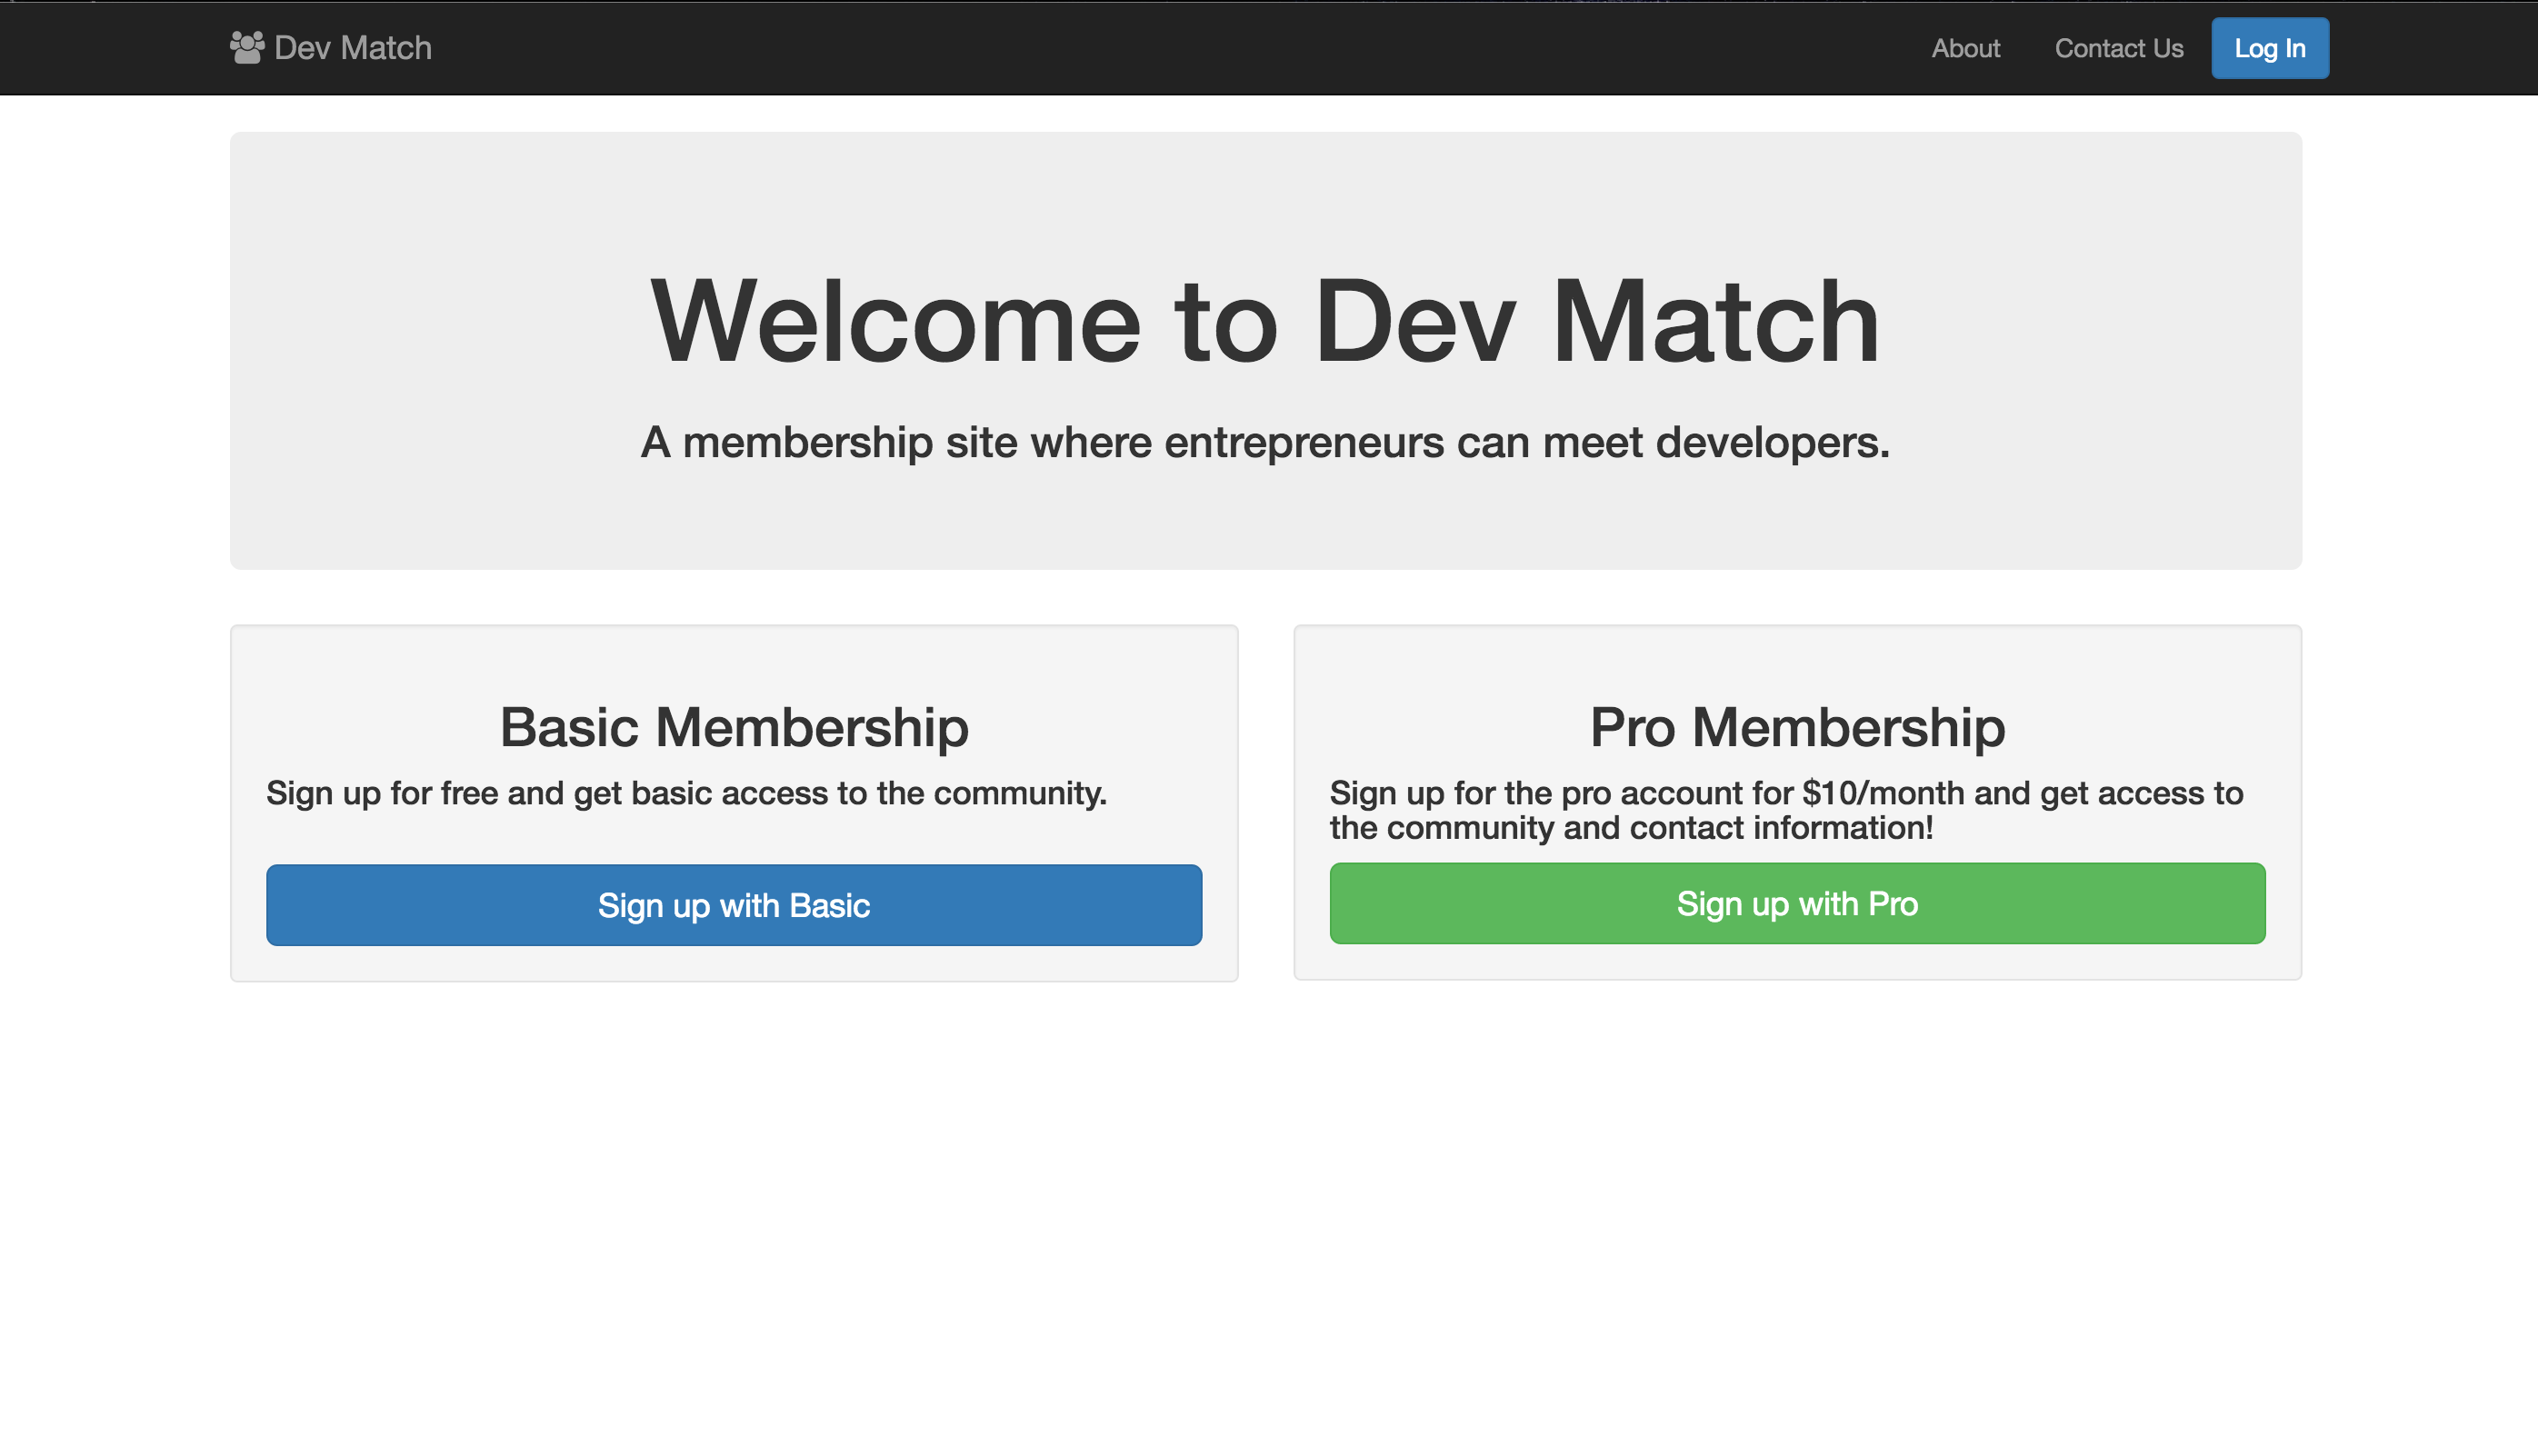 Dev Match
About
Contact Us
Log In
Welcome to Dev Match
A membership site where entrepreneurs can meet developers.
Basic Membership
Sign up for free and get basic access to the community.
Sign up with Basic
Pro Membership
Sign up for the pro account for $10/month and get access to
the community and contact information!
Sign up with Pro